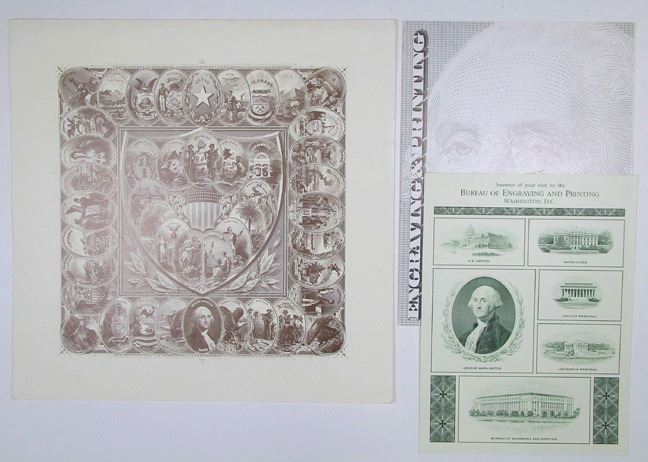 COLORADO
ENGRAVING & PRINTING
Souvenir of your visit to the
BUREAU OF ENGRAVING AND PRINTING
WASHINGTON, D.C.
U.S. CAPITOL
WHITE HOUSE
LINCOLN MEMORIAL
GEORGE WASHINGTON
JEFFERSON MEMORIAL
BUREAU OF ENGRAVING AND PRINTING